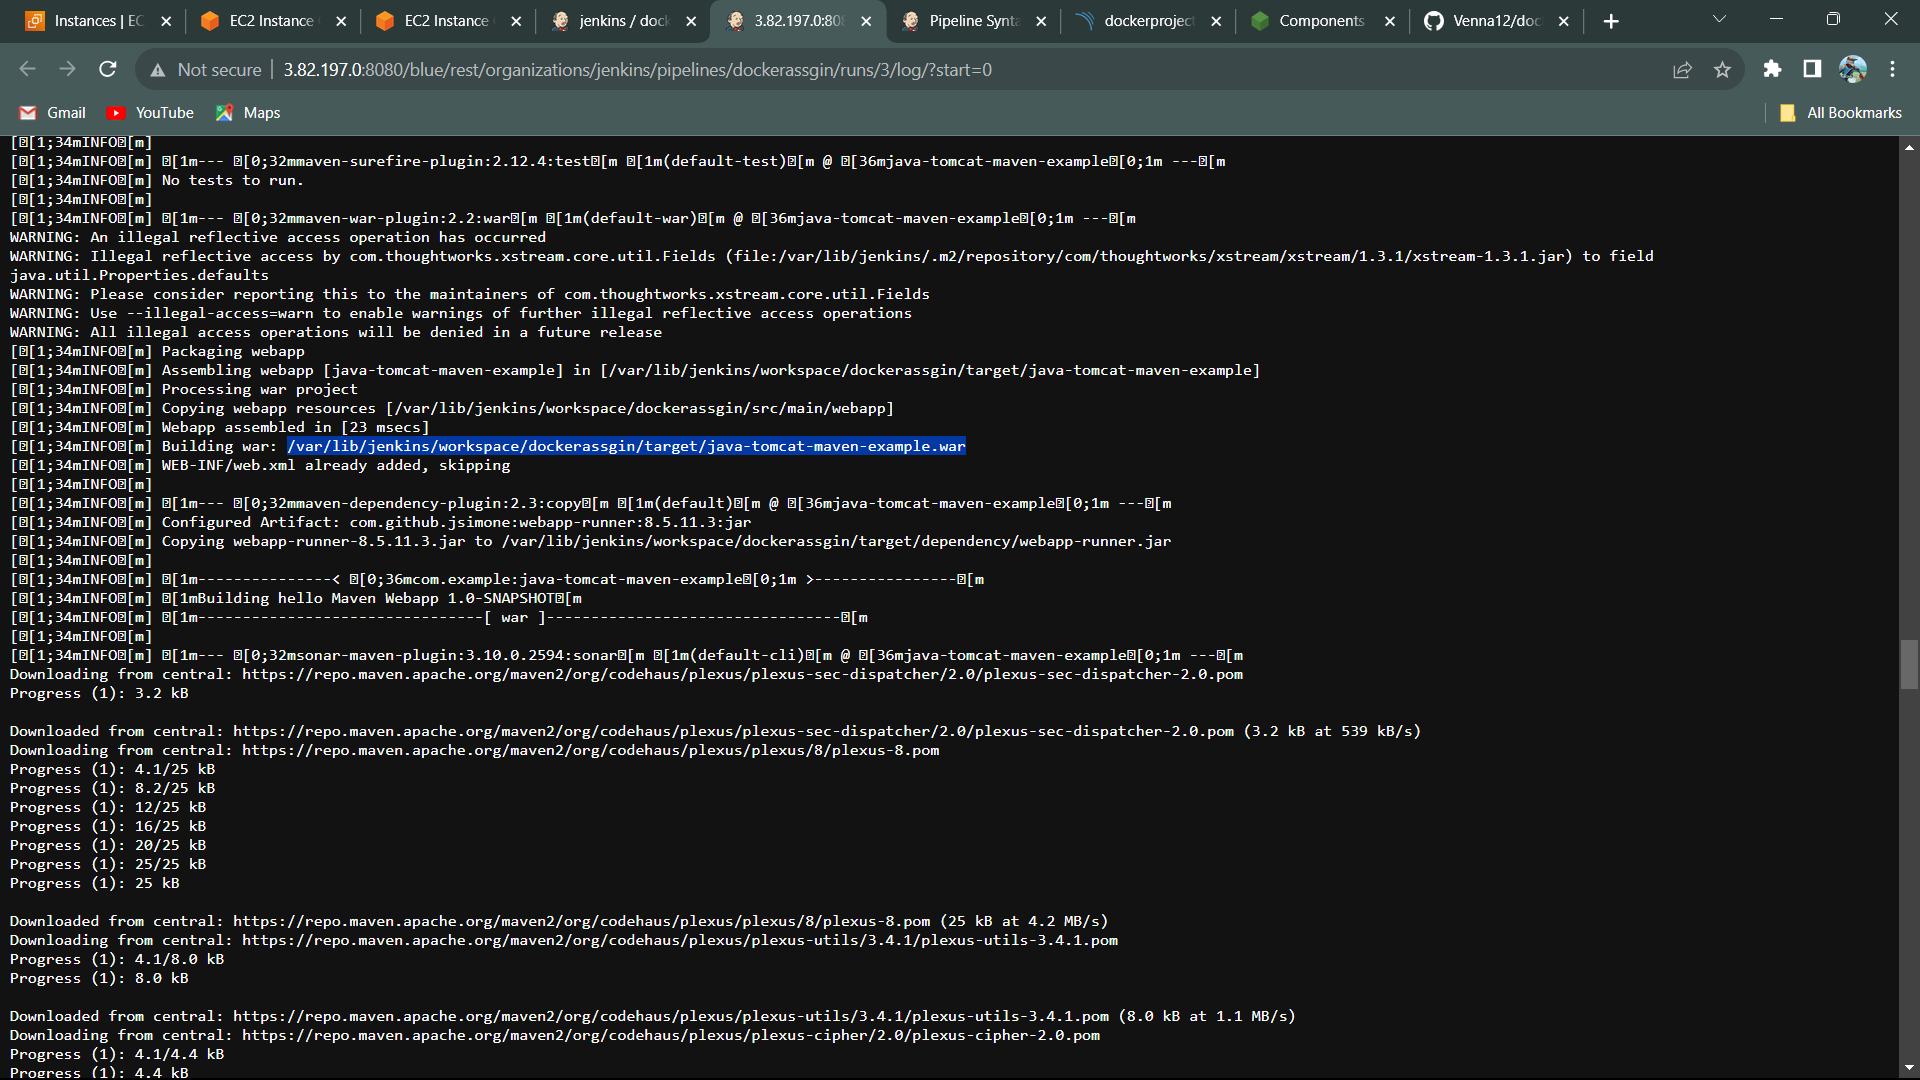 Instances | EC
EC2 Instance
EC2 Instance
jenkins / dock
3.82.197.0:80
Pipeline Synta
dockerproject
Components
Venna12/doc
Not secure
3.82.197.0:8080/blue/rest/organizations/jenkins/pipelines/dockerassgin/runs/3/log/?start=0
Gmail
YouTube
Maps
All Bookmarks
[[1;34mINFO[m]
[[1;34mINFO[m] [1m--- [0;32mmaven-surefire-plugin:2.12.4:test[m [1m(default-test)[m @ [36mjava-tomcat-maven-example[0;1m ---[m
[[1;34mINFO[m] No tests to run.
[[1;34mINFO[m]
[[1;34mINFO[m] [1m--- [0;32mmaven-war-plugin:2.2:war[m [1m(default-war)[m @ [36mjava-tomcat-maven-example[0;1m ---[m
WARNING: An illegal reflective access operation has occurred
WARNING: Illegal reflective access by com.thoughtworks.xstream.core.util.Fields (file:/var/lib/jenkins/.m2/repository/com/thoughtworks/xstream/xstream/1.3.1/xstream-1.3.1.jar) to field
java.util.Properties.defaults
WARNING: Please consider reporting this to the maintainers of com.thoughtworks.xstream.core.util.Fields
WARNING: Use --illegal-access=warn to enable warnings of further illegal reflective access operations
WARNING: All illegal access operations will be denied in a future release
[[1;34mINFO[m] Packaging webapp
[[1;34mINFO[m] Assembling webapp [java-tomcat-maven-example] in [/var/lib/jenkins/workspace/dockerassgin/target/java-tomcat-maven-example]
[[1;34mINFO[m] Processing war project
[[1;34mINFO[m] Copying webapp resources [/var/lib/jenkins/workspace/dockerassgin/src/main/webapp]
[[1;34mINFO[m] Webapp assembled in [23 msecs]
[[1;34mINFO[m] Building war: /var/lib/jenkins/workspace/dockerassgin/target/java-tomcat-maven-example.war
[[1;34mINFO[m] WEB-INF/web.xml already added, skipping
[[1;34mINFO[m]
[[1;34mINFO[m] [1m--- [0;32mmaven-dependency-plugin:2.3:copy[m [1m(default)[m @ [36mjava-tomcat-maven-example[0;1m ---[m
[[1;34mINFO[m] Configured Artifact: com.github.jsimone:webapp-runner:8.5.11.3:jar
[[1;34mINFO[m] Copying webapp-runner-8.5.11.3.jar to /var/lib/jenkins/workspace/dockerassgin/target/dependency/webapp-runner.jar
[[1;34mINFO[m]
[[1;34mINFO[m] [1m---------------< [0;36mcom.example:java-tomcat-maven-example[0;1m >----------------[m
[[1;34mINFO[m] [1mBuilding hello Maven Webapp 1.0-SNAPSHOT[m
[[1;34mINFO[m] [1m--------------------------------[ war ]---------------------------------[m
[[1;34mINFO[m]
[[1;34mINFO[m] [1m--- [0;32msonar-maven-plugin:3.10.0.2594:sonar[m [1m(default-cli)[m @ [36mjava-tomcat-maven-example[0;1m ---[m
Downloading from central: https://repo.maven.apache.org/maven2/org/codehaus/plexus/plexus-sec-dispatcher/2.0/plexus-sec-dispatcher-2.0.pom
Progress (1): 3.2 kB
Downloaded from central: https://repo.maven.apache.org/maven2/org/codehaus/plexus/plexus-sec-dispatcher/2.0/plexus-sec-dispatcher-2.0.pom (3.2 kB at 539 kB/s)
Downloading from central: https://repo.maven.apache.org/maven2/org/codehaus/plexus/plexus/8/plexus-8.pom
Progress (1): 4.1/25 kB
Progress (1): 8.2/25 kB
Progress (1): 12/25 kB
Progress (1): 16/25 kB
Progress (1): 20/25 kB
Progress (1): 25/25 kB
Progress (1): 25 kB
Downloaded from central: https://repo.maven.apache.org/maven2/org/codehaus/plexus/plexus/8/plexus-8.pom (25 kB at 4.2 MB/s)
Downloading from central: https://repo.maven.apache.org/maven2/org/codehaus/plexus/plexus-utils/3.4.1/plexus-utils-3.4.1.pom
Progress (1): 4.1/8.0 kB
Progress (1): 8.0 kB
Downloaded from central: https://repo.maven.apache.org/maven2/org/codehaus/plexus/plexus-utils/3.4.1/plexus-utils-3.4.1.pom (8.0 kB at 1.1 MB/s)
Downloading from central: https://repo.maven.apache.org/maven2/org/codehaus/plexus/plexus-cipher/2.0/plexus-cipher-2.0.pom
Progress (1): 4.1/4.4 kB
Progress (1): 4.4 kB